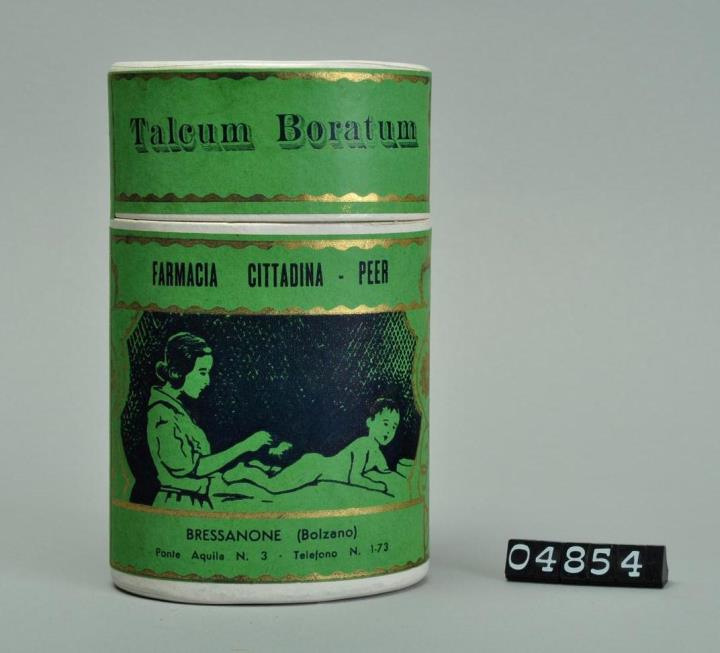 Talcum Boratum
FARMACIA CITTADINA - PEER
BRESSANONE (Bolzano)
Ponte Aquila N. 3 - Telefono N. 1-73
04854